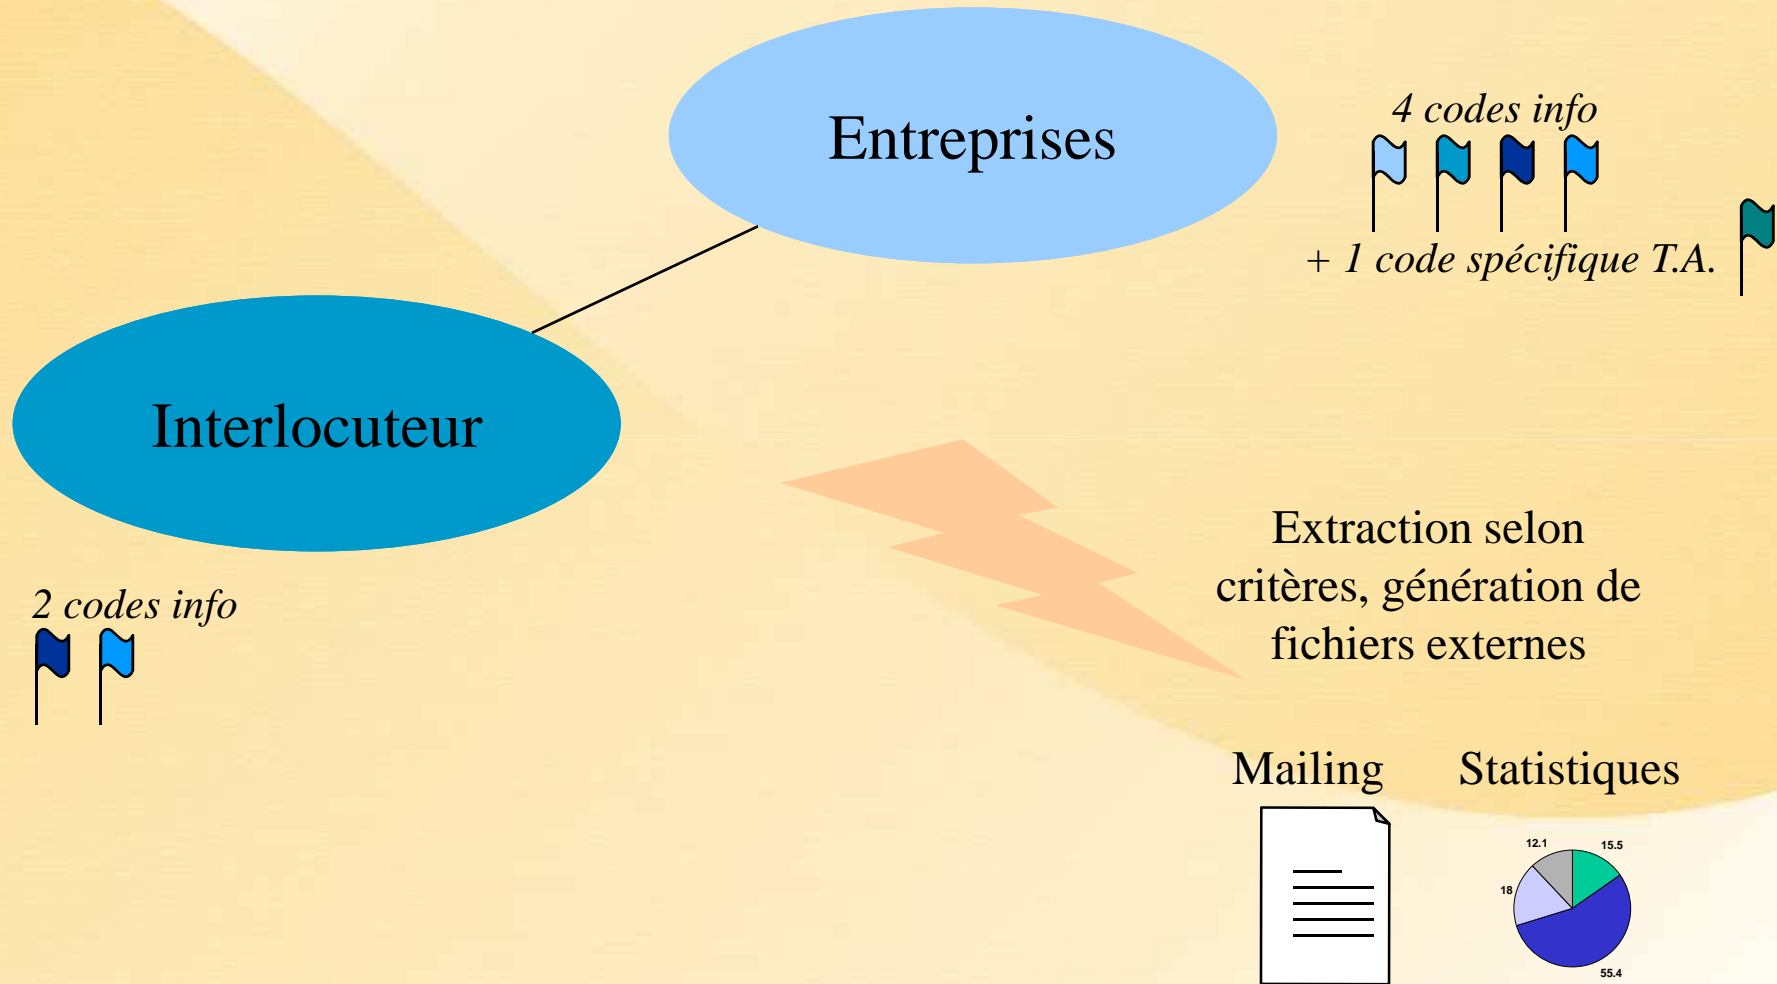 Entreprises
4 codes info
+ 1 code spécifique T.A.
Interlocuteur
2 codes info
Extraction selon
critères, génération de
fichiers externes
Mailing
Statistiques
12.1
15.5
18
55.4